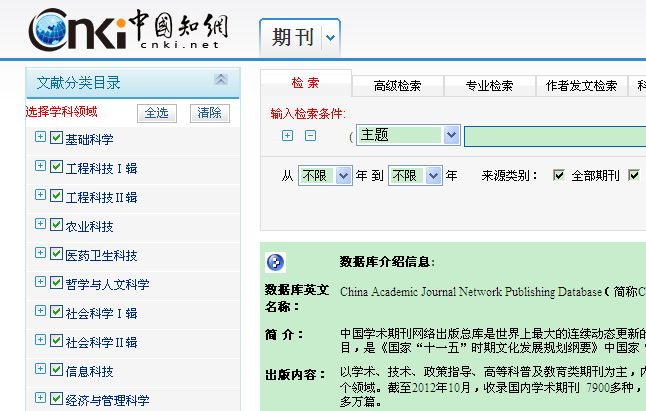 Cnki 中國知網
cnki.net
期刊
文献分类目录
选择学科领域 全选 清除
基础科学
工程科技Ⅰ辑
工程科技Ⅱ辑
农业科技
医药卫生科技
哲学与人文科学
社会科学Ⅰ辑
社会科学Ⅱ辑
信息科技
经济与管理科学
检索 高级检索 专业检索 作者发文检索 科
输入检索条件:
( 主题
从 不限 年 到 不限 年 来源类别： 全部期刊
数据库介绍信息:
数据库英文名称： China Academic Journal Network Publishing Database（简称C
简 介： 中国学术期刊网络出版总库是世界上最大的连续动态更新的
目，是《国家“十一五”时期文化发展规划纲要》中国家“
出版内容： 以学术、技术、政策指导、高等科普及教育类期刊为主，内
个领域。截至2012年10月，收录国内学术期刊 7900多种，
多万篇。